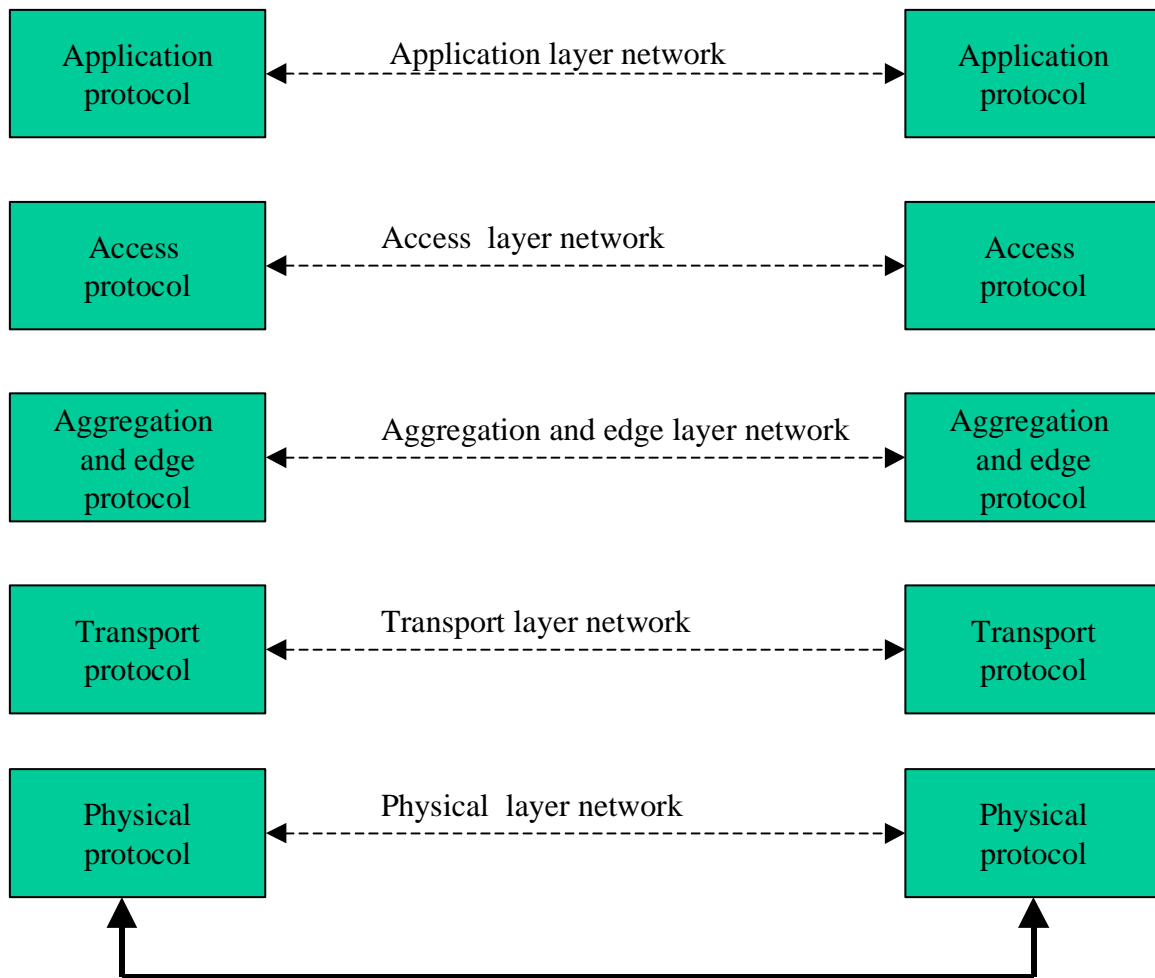 Application
protocol
Application layer network
Application
protocol
Access
protocol
Access  layer network
Access
protocol
Aggregation
and edge
protocol
Aggregation and edge layer network
Aggregation
and edge
protocol
Transport
protocol
Transport layer network
Transport
protocol
Physical
protocol
Physical  layer network
Physical
protocol